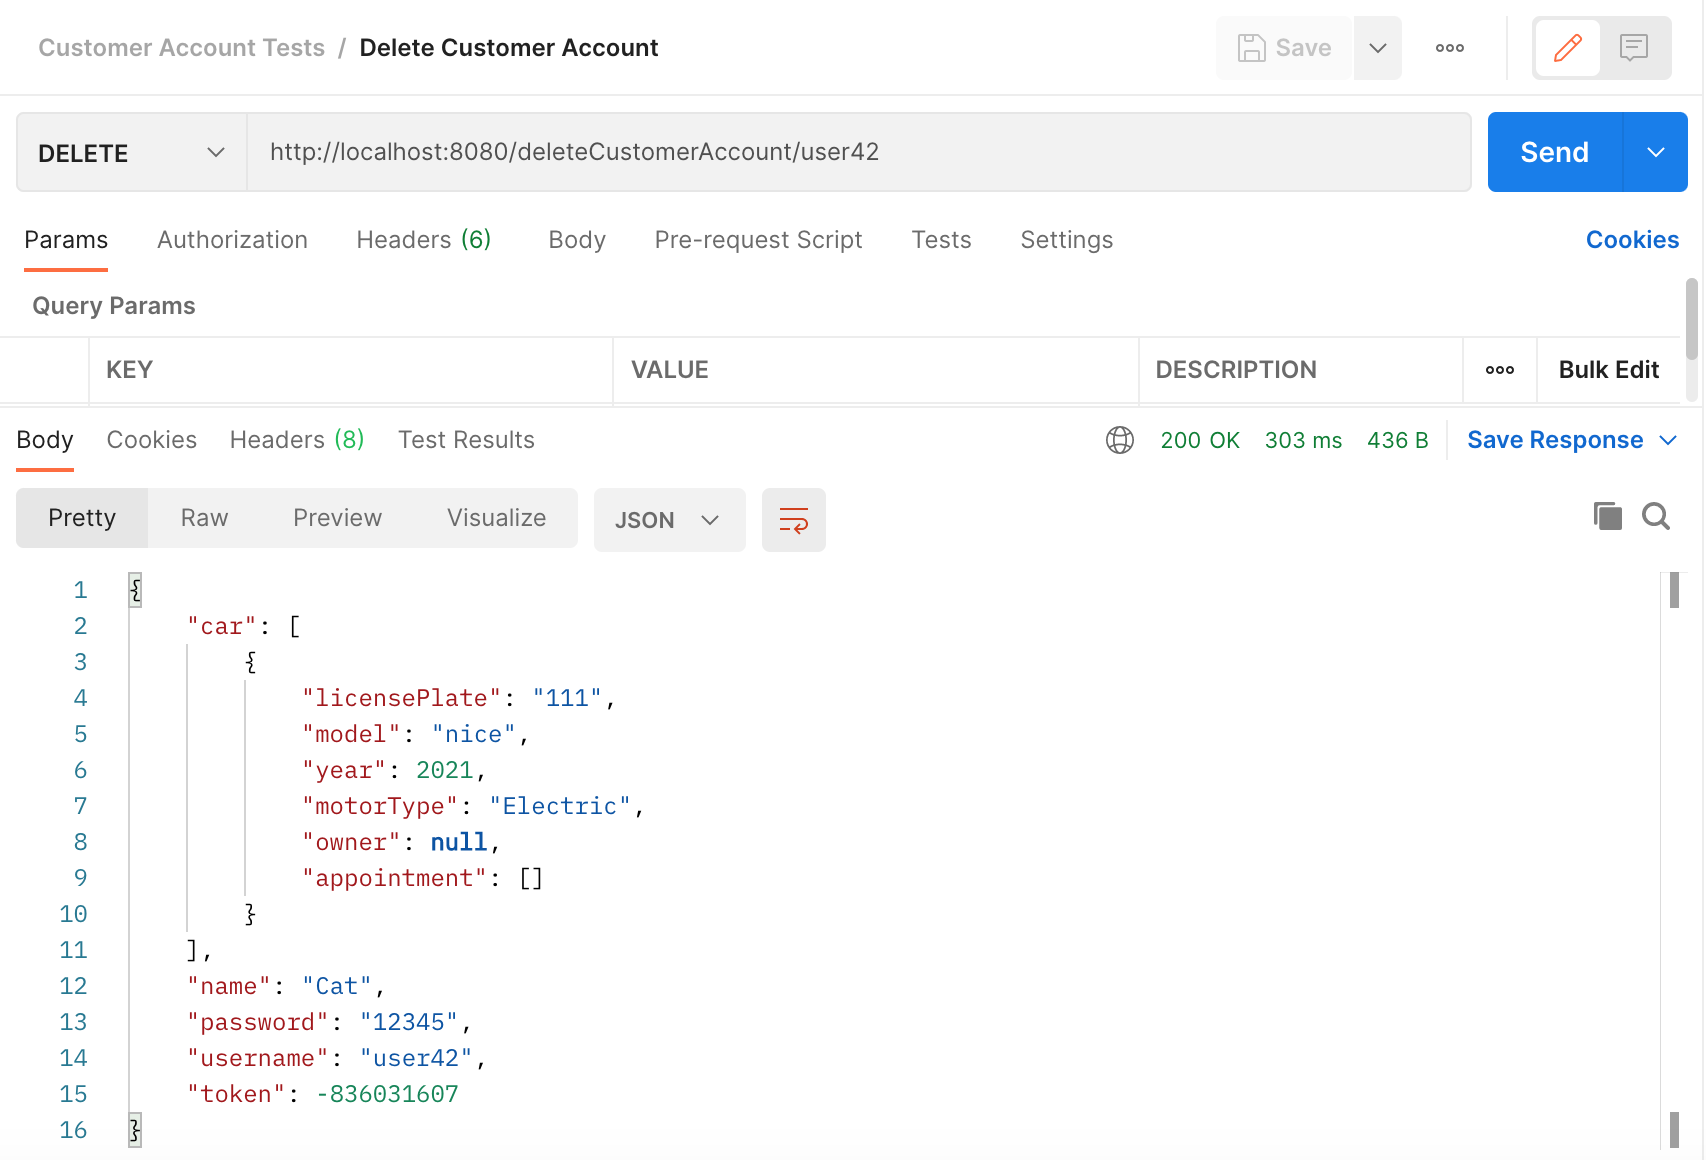 Customer Account Tests / Delete Customer Account
Save
DELETE http://localhost:8080/deleteCustomerAccount/user42 Send
Params Authorization Headers (6) Body Pre-request Script Tests Settings Cookies
Query Params
KEY VALUE DESCRIPTION Bulk Edit
Body Cookies Headers (8) Test Results 200 OK 303 ms 436 B Save Response
Pretty Raw Preview Visualize JSON
1 {
2 "car": [
3 {
4 "licensePlate": "111",
5 "model": "nice",
6 "year": 2021,
7 "motorType": "Electric",
8 "owner": null,
9 "appointment": []
10 }
11 ],
12 "name": "Cat",
13 "password": "12345",
14 "username": "user42",
15 "token": -836031607
16 }